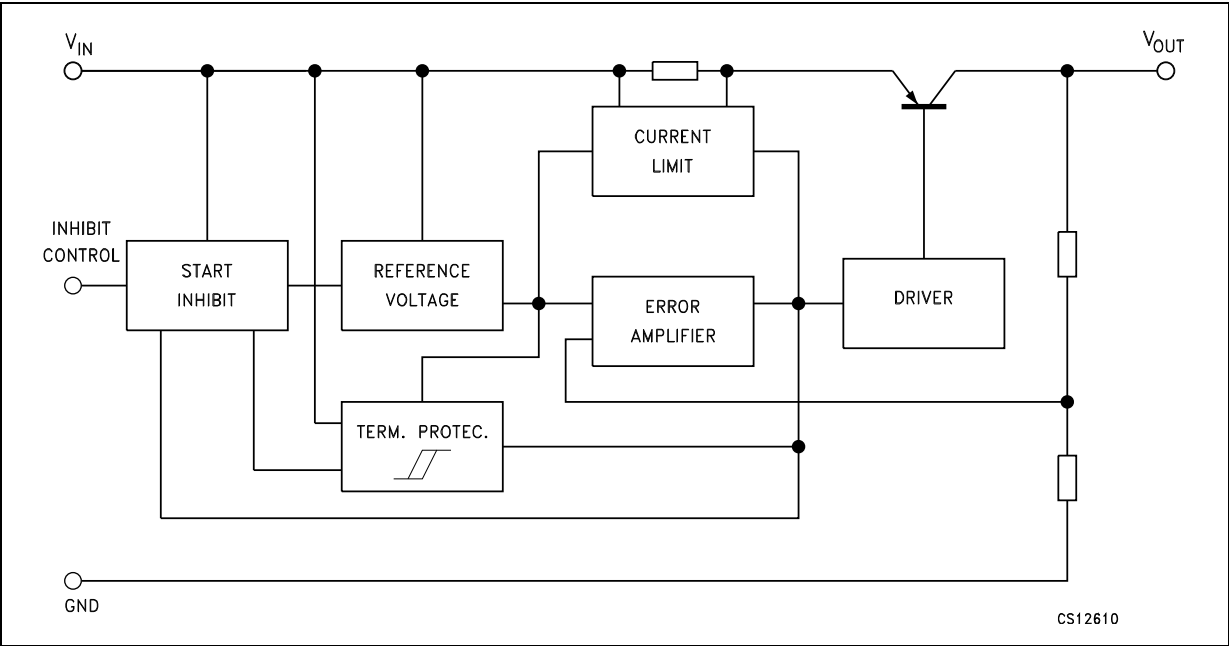 VIN
VOUT
CURRENT
LIMIT
INHIBIT
CONTROL
START
INHIBIT
REFERENCE
VOLTAGE
ERROR
AMPLIFIER
DRIVER
TERM. PROTEC.
GND
CS12610